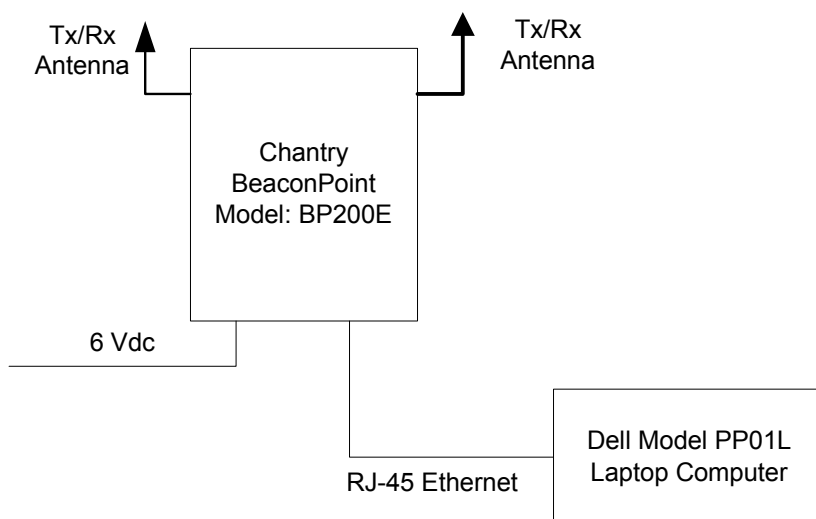 Tx/Rx
Antenna
Tx/Rx
Antenna
Chantry
BeaconPoint
Model: BP200E
6 Vdc
RJ-45 Ethernet
Dell Model PP01L
Laptop Computer